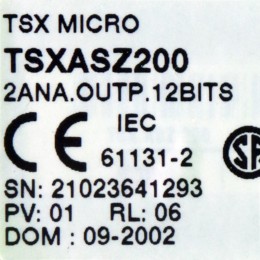 TSX MICRO
TSXASZ200
2ANA.OUTP.12BITS
CE IEC
61131-2
SN: 21023641293
PV: 01 RL: 06
DOM : 09-2002